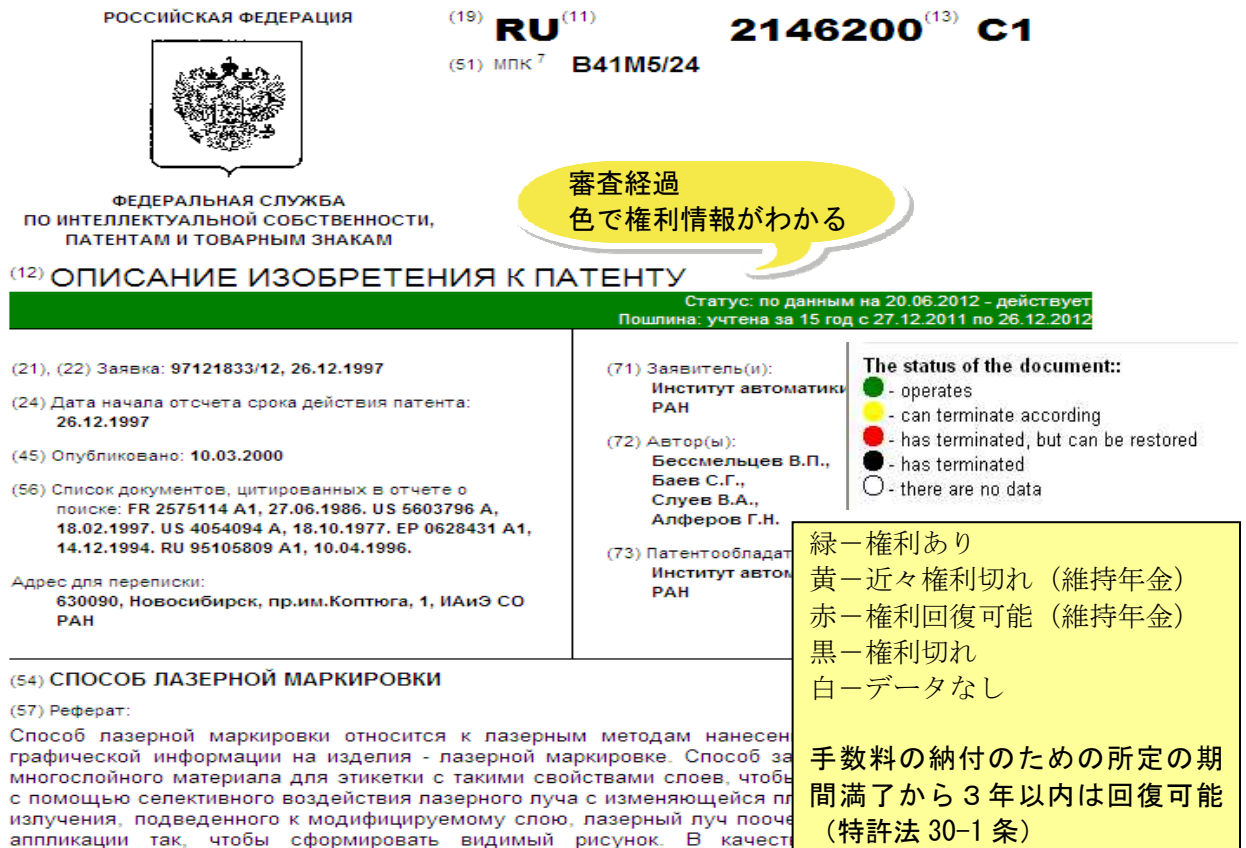 РОССИЙСКАЯ ФЕДЕРАЦИЯ
(19) RU (11) 2146200 (13) C1
(51) МПК 7 B41M5/24
ФЕДЕРАЛЬНАЯ СЛУЖБА
ПО ИНТЕЛЛЕКТУАЛЬНОЙ СОБСТВЕННОСТИ,
ПАТЕНТАМ И ТОВАРНЫМ ЗНАКАМ
審査経過
色で権利情報がわかる
(12) ОПИСАНИЕ ИЗОБРЕТЕНИЯ К ПАТЕНТУ
Статус: по данным на 20.06.2012 - действует
Пошлина: учтена за 15 год с 27.12.2011 по 26.12.2012
(21), (22) Заявка: 97121833/12, 26.12.1997
(24) Дата начала отсчета срока действия патента:
26.12.1997
(45) Опубликовано: 10.03.2000
(56) Список документов, цитированных в отчете о
поиске: FR 2575114 A1, 27.06.1986. US 5603796 A,
18.02.1997. US 4054094 A, 18.10.1977. EP 0628431 A1,
14.12.1994. RU 95105809 A1, 10.04.1996.
Адрес для переписки:
630090, Новосибирск, пр.им.Коптюга, 1, ИАиЭ СО
РАН
(71) Заявитель(и):
Институт автоматики
РАН
(72) Автор(ы):
Бессмельцев В.П.,
Баев С.Г.,
Слуев В.А.,
Алферов Г.Н.
(73) Патентообладат
Институт автом
РАН
The status of the document::
- operates
- can terminate according
- has terminated, but can be restored
- has terminated
- there are no data
緑－権利あり
黄－近々権利切れ（維持年金）
赤－権利回復可能（維持年金）
黒－権利切れ
白－データなし
手数料の納付のための所定の期
間満了から３年以内は回復可能
（特許法 30-1 条）
(54) СПОСОБ ЛАЗЕРНОЙ МАРКИРОВКИ
(57) Реферат:
Способ лазерной маркировки относится к лазерным методам нанесен
графической информации на изделия - лазерной маркировке. Способ за
многослойного материала для этикетки с такими свойствами слоев, чтобы
с помощью селективного воздействия лазерного луча с изменяющейся пл
излучения, подведенного к модифицируемому слою, лазерный луч пооче
аппликации так, чтобы сформировать видимый рисунок. В качест